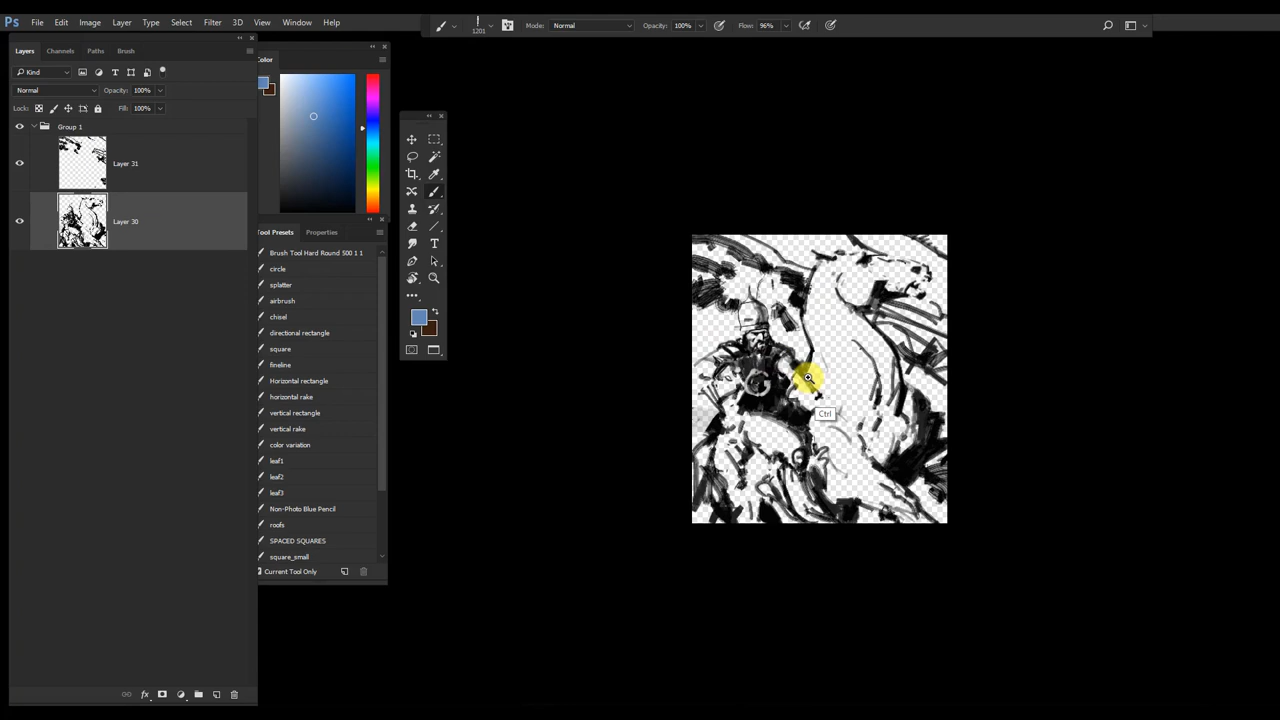 Ps File Edit Image Layer Type Select Filter 3D View Window Help
1201 Mode: Normal Opacity: 100% Flow: 96%
Layers Channels Paths Brush
Kind
Normal Opacity: 100%
Lock: Fill: 100%
Group 1
Layer 31
Layer 30
fx
Color
Tool Presets Properties
Brush Tool Hard Round 500 1 1
circle
splatter
airbrush
chisel
directional rectangle
square
fineline
Horizontal rectangle
horizontal rake
vertical rectangle
vertical rake
color variation
leaf1
leaf2
leaf3
Non-Photo Blue Pencil
roofs
SPACED SQUARES
square_small
Current Tool Only
T
Ctrl